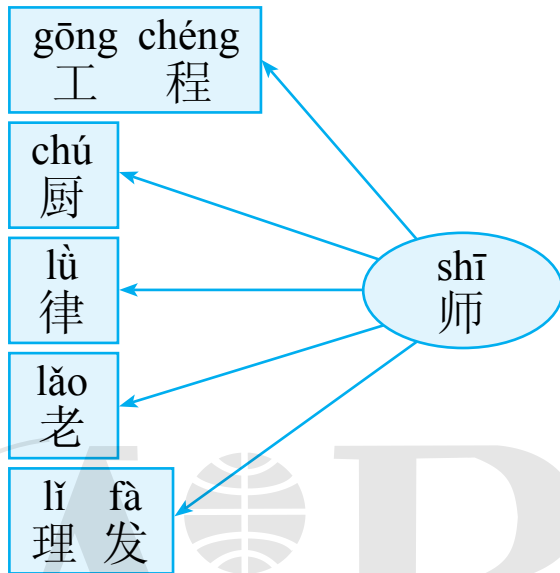 gōng chéng
工 程
chú
厨
lǜ
律
lǎo
老
lǐ fà
理 发
shī
师